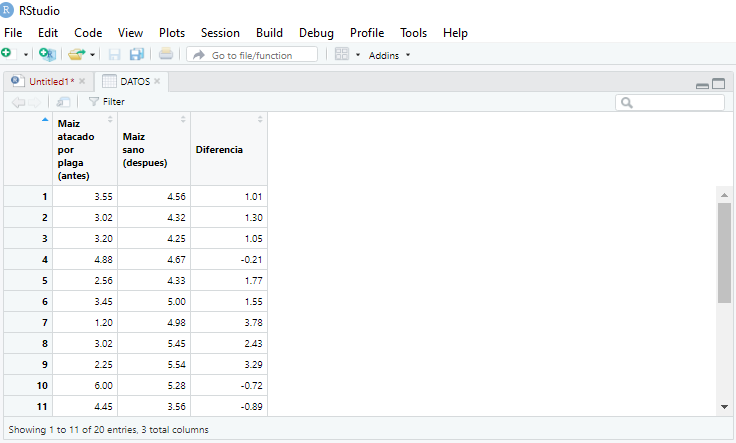 RStudio
File Edit Code View Plots Session Build Debug Profile Tools Help
Go to file/function Addins
Untitled1* DATOS
Filter
Maiz atacado por plaga (antes) Maiz sano (despues) Diferencia
1 3.55 4.56 1.01
2 3.02 4.32 1.30
3 3.20 4.25 1.05
4 4.88 4.67 -0.21
5 2.56 4.33 1.77
6 3.45 5.00 1.55
7 1.20 4.98 3.78
8 3.02 5.45 2.43
9 2.25 5.54 3.29
10 6.00 5.28 -0.72
11 4.45 3.56 -0.89
Showing 1 to 11 of 20 entries, 3 total columns